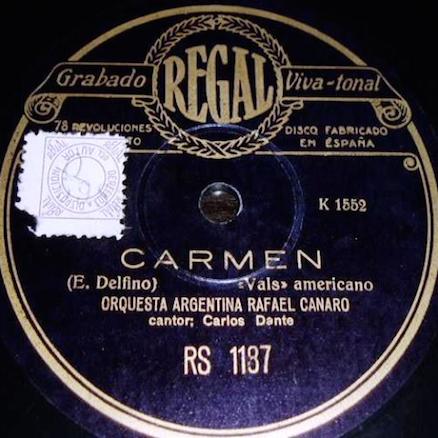 REGAL
Grabado Viva-tonal
78 REVOLUCIONES DISCO FABRICADO
EN ESPAÑA
K 1552
CARMEN
(E. Delfino) «Vals» americano
ORQUESTA ARGENTINA RAFAEL CANARO
cantor; Carlos Dante
RS 1187